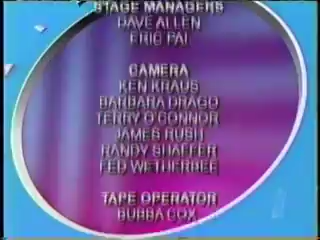 STAGE MANAGERS
DAVE ALLEN
ERIC PAI
CAMERA
KEN KRAUS
BARBARA DRAGO
TERRY O'CONNOR
JAMES RUSH
RANDY SHAFFER
FED WETHERBEE
TAPE OPERATOR
BUBBA COX